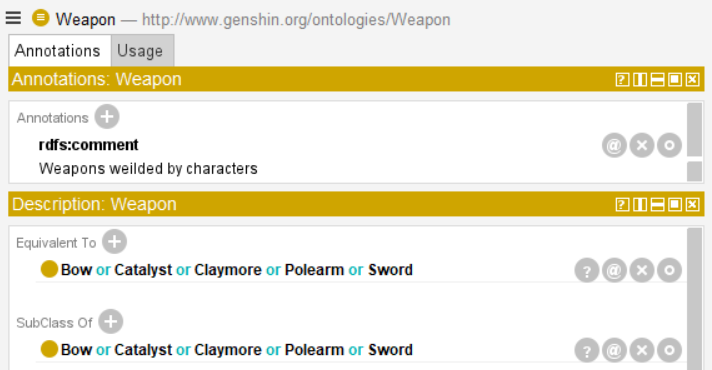 Weapon — http://www.genshin.org/ontologies/Weapon
Annotations Usage
Annotations: Weapon
Annotations
rdfs:comment
Weapons weilded by characters
Description: Weapon
Equivalent To
Bow or Catalyst or Claymore or Polearm or Sword
SubClass Of
Bow or Catalyst or Claymore or Polearm or Sword